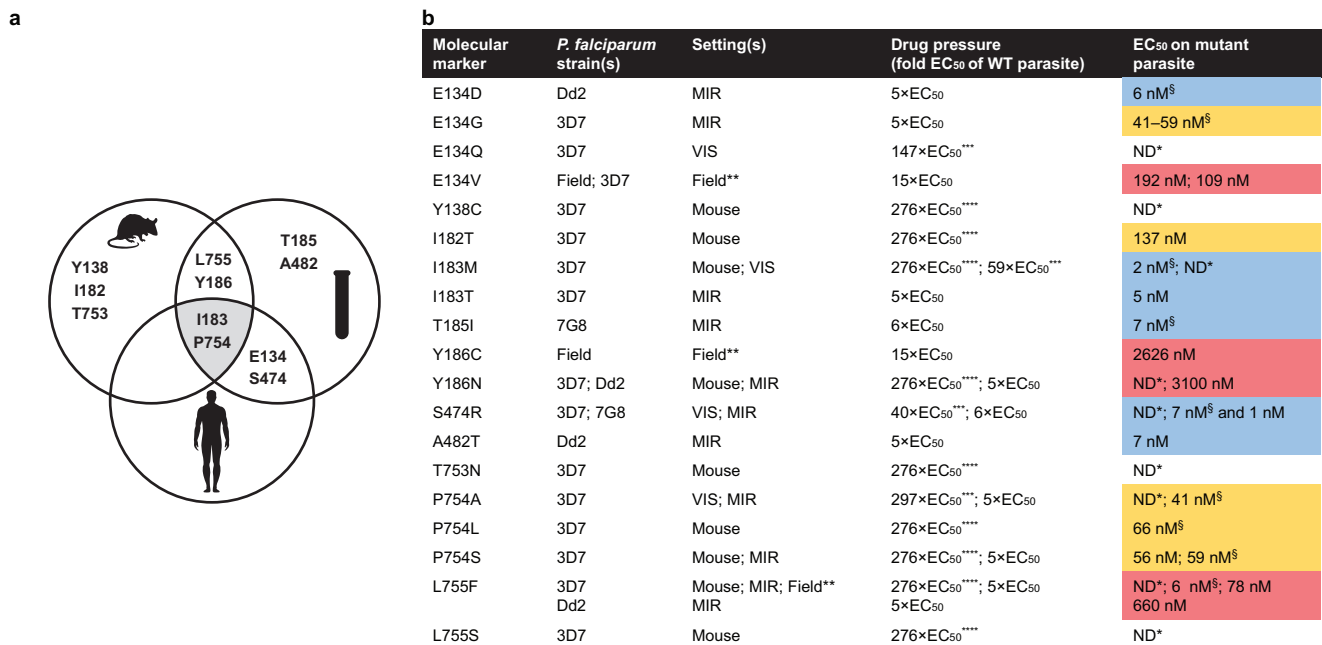 a
Y138
I182
T753
L755
Y186
T185
A482
I183
P754
E134
S474
b
Molecular marker P. falciparum strain(s) Setting(s) Drug pressure (fold EC50 of WT parasite) EC50 on mutant parasite
E134D Dd2 MIR 5×EC50 6 nM§
E134G 3D7 MIR 5×EC50 41–59 nM§
E134Q 3D7 VIS 147×EC50*** ND*
E134V Field; 3D7 Field** 15×EC50 192 nM; 109 nM
Y138C 3D7 Mouse 276×EC50**** ND*
I182T 3D7 Mouse 276×EC50**** 137 nM
I183M 3D7 Mouse; VIS 276×EC50****; 59×EC50*** 2 nM§; ND*
I183T 3D7 MIR 5×EC50 5 nM
T185I 7G8 MIR 6×EC50 7 nM§
Y186C Field Field** 15×EC50 2626 nM
Y186N 3D7; Dd2 Mouse; MIR 276×EC50****; 5×EC50 ND*; 3100 nM
S474R 3D7; 7G8 VIS; MIR 40×EC50***; 6×EC50 ND*; 7 nM§ and 1 nM
A482T Dd2 MIR 5×EC50 7 nM
T753N 3D7 Mouse 276×EC50**** ND*
P754A 3D7 VIS; MIR 297×EC50***; 5×EC50 ND*; 41 nM§
P754L 3D7 Mouse 276×EC50**** 66 nM§
P754S 3D7 Mouse; MIR 276×EC50****; 5×EC50 56 nM; 59 nM§
L755F 3D7 Mouse; MIR; Field** 276×EC50****; 5×EC50 ND*; 6 nM§; 78 nM
Dd2 MIR 5×EC50 660 nM
L755S 3D7 Mouse 276×EC50**** ND*